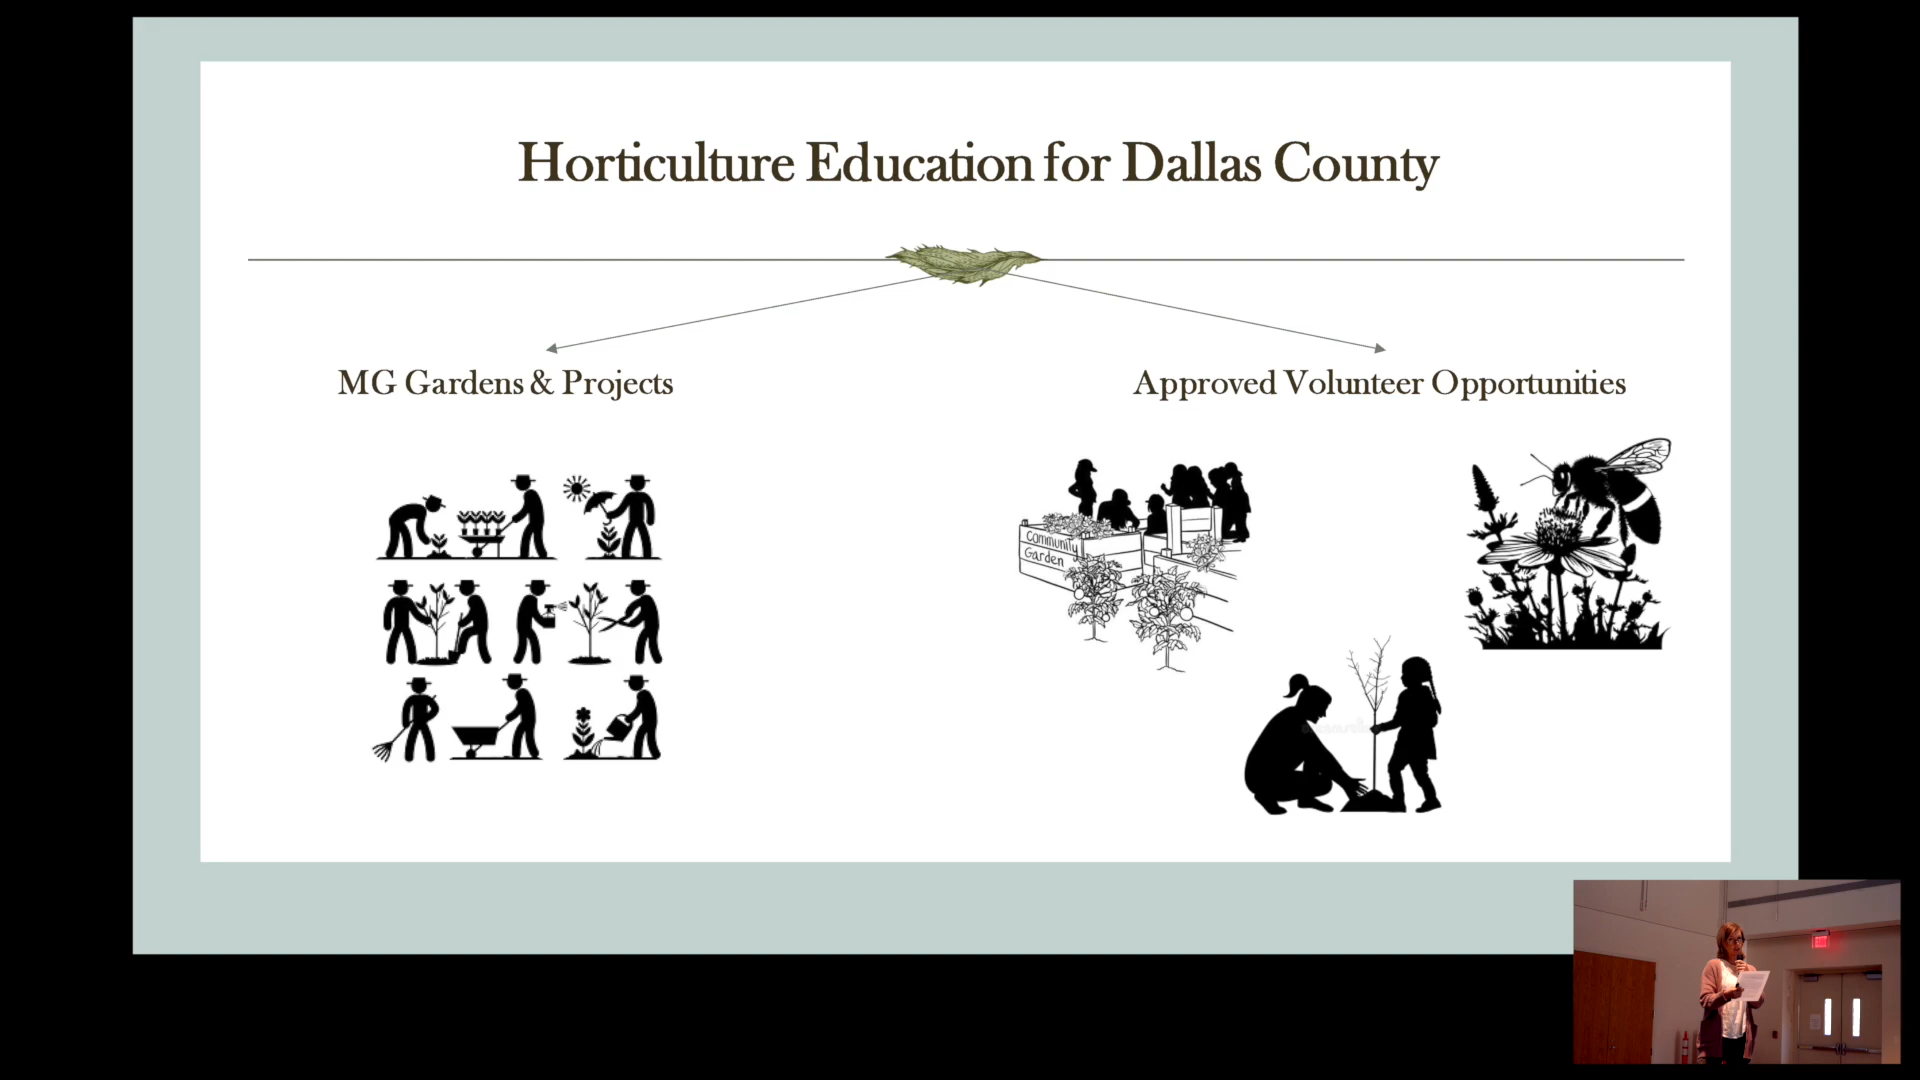 Horticulture Education for Dallas County
MG Gardens & Projects
Approved Volunteer Opportunities
Community
Garden